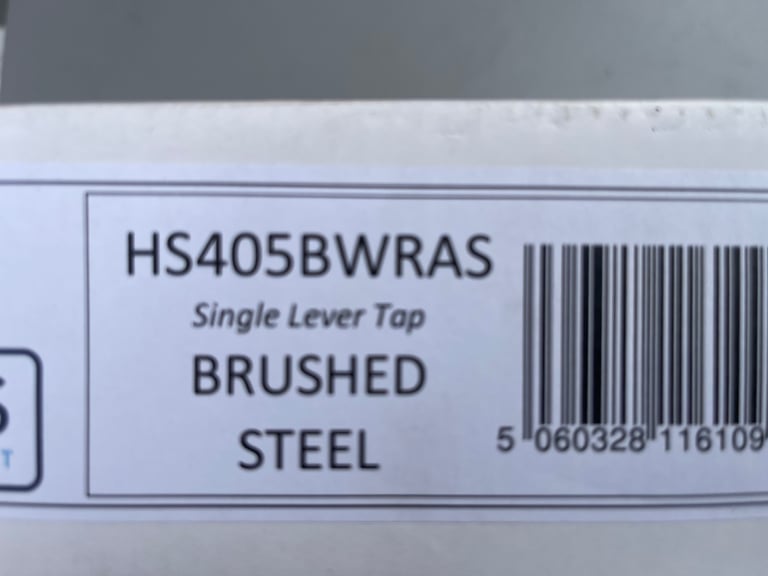 HS405BWRAS
Single Lever Tap
BRUSHED
STEEL
5 060328 116109